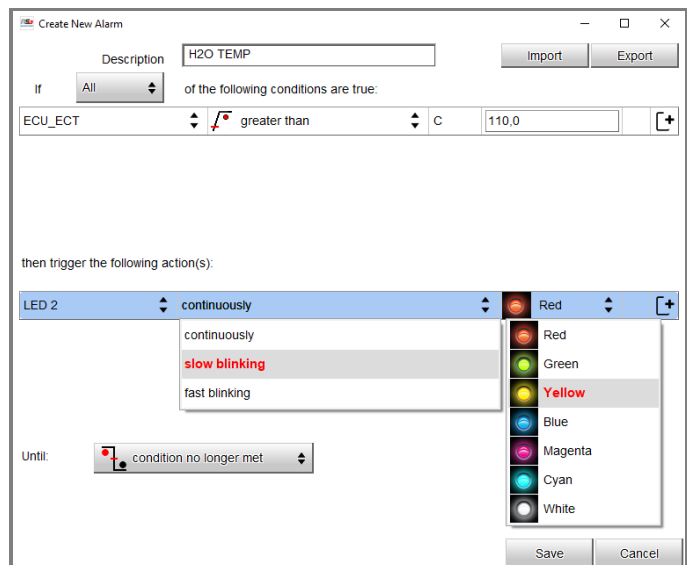 Create New Alarm
Description H2O TEMP Import Export
If All of the following conditions are true:
ECU_ECT greater than C 110,0
then trigger the following action(s):
LED 2 continuously Red
continuously
slow blinking
fast blinking
Red
Green
Yellow
Blue
Magenta
Cyan
White
Until: condition no longer met
Save Cancel